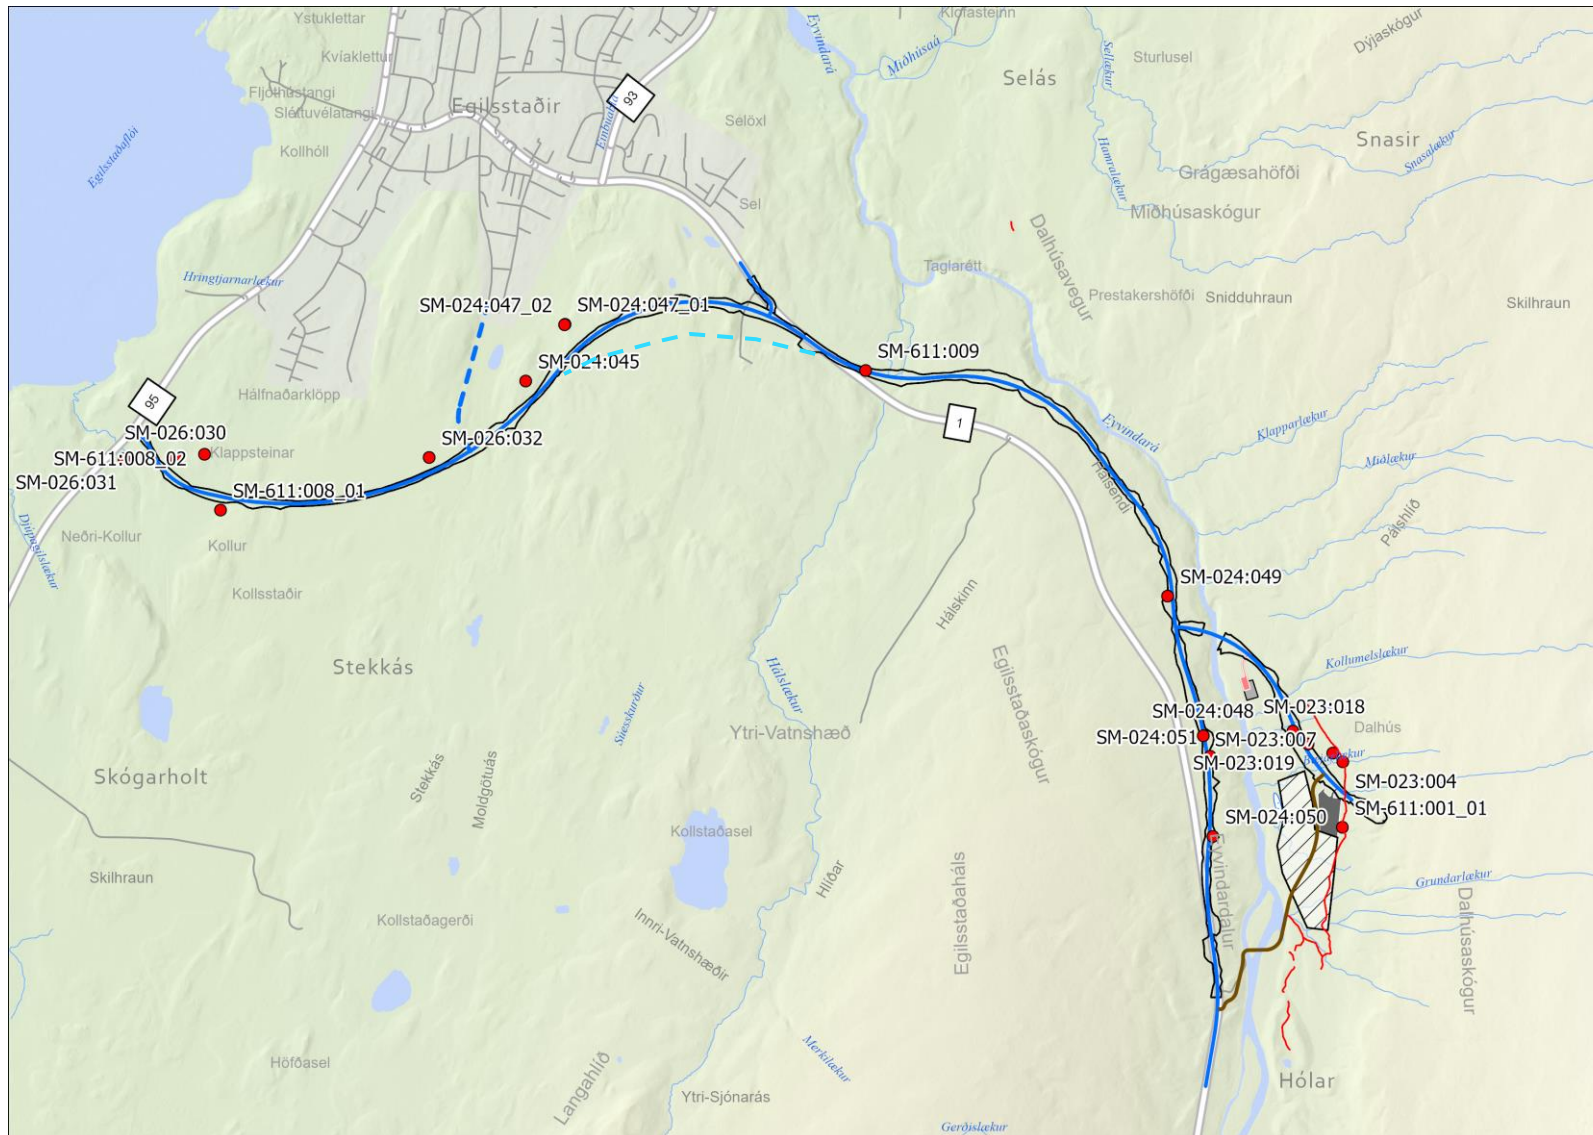 Ystuklettar
Klofasteinn
Kvíaklettur
Eyvindará
Miðhúsaá
Sellækur
Sturlusel
Dýjaskógur
Selás
Fljótshústangi
Sléttuvélatangi
Egilsstaðir
93
Selöxl
Snasir
Snasalækur
Egilsstaðaflói
Kollhóll
Hamralækur
Grágæsahöfði
Miðhúsaskógur
Sel
Dalhúsavegur
Taglarétt
Hringtjarnarlækur
Prestakershöfði
Snidduhraun
Skilhraun
SM-024:047_02
SM-024:047_01
SM-024:045
SM-611:009
Hálfnaðarklöpp
95
1
Eyvindará
Klapparlækur
SM-026:030
SM-026:032
Klappsteinar
SM-611:008_02
SM-026:031
SM-611:008_01
Miðlækur
Hálsendi
Pálshlíð
Djúpagilslækur
Neðri-Kollur
Kollur
SM-024:049
Kollsstaðir
Hálskinn
Stekkás
Hálslækur
Egilsstaðaskógur
Kollumelslækur
Súesskurður
SM-024:048
SM-023:018
Dalhús
Ytri-Vatnshæð
SM-024:051
SM-023:007
SM-023:019
Skógarholt
Stekkás
Moldgötuás
SM-023:004
SM-611:001_01
SM-024:050
Kollstaðasel
Skilhraun
Hlíðar
Egilsstaðaháls
Eyvindardalur
Grundarlækur
Dalhúsaskógur
Kollstaðagerði
Innri-Vatnshæðir
Höfðasel
Langahlíð
Merkilækur
Ytri-Sjónarás
Hólar
Gerðislækur